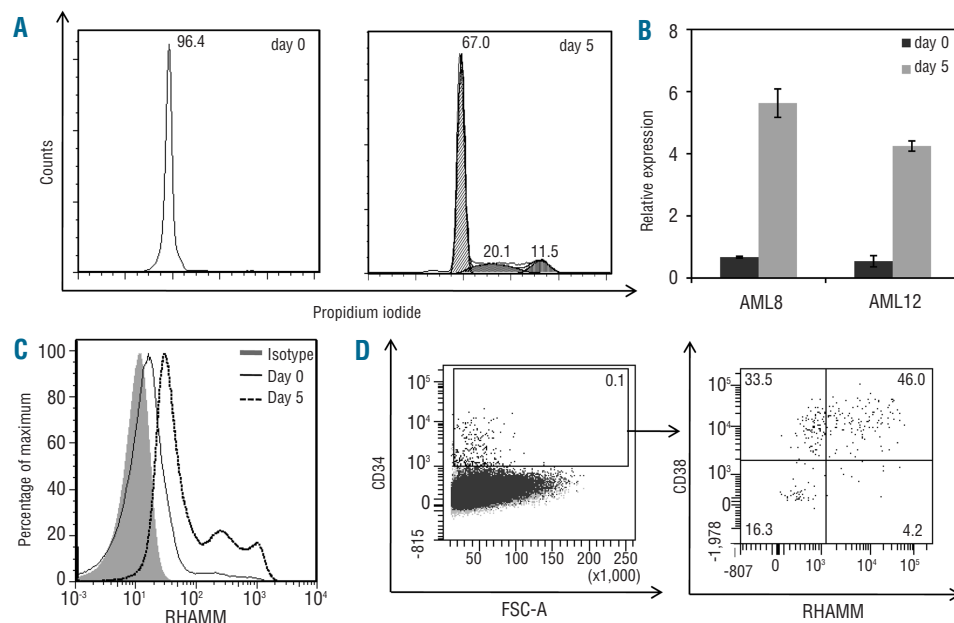 A
96.4
day 0
67.0
day 5
20.1
11.5
Counts
Propidium iodide
B
day 0
day 5
Relative expression
8
6
4
2
0
AML8
AML12
C
Isotype
Day 0
Day 5
Percentage of maximum
100
80
60
40
20
0
10-3
10¹
10²
10³
10⁴
RHAMM
D
0.1
CD34
10⁵
10⁴
10³
0
-815
50
100
150
200
250
(x1,000)
FSC-A
33.5
46.0
16.3
4.2
CD38
10⁵
10⁴
10³
0
-1,978
-807
0
10³
10⁴
10⁵
RHAMM